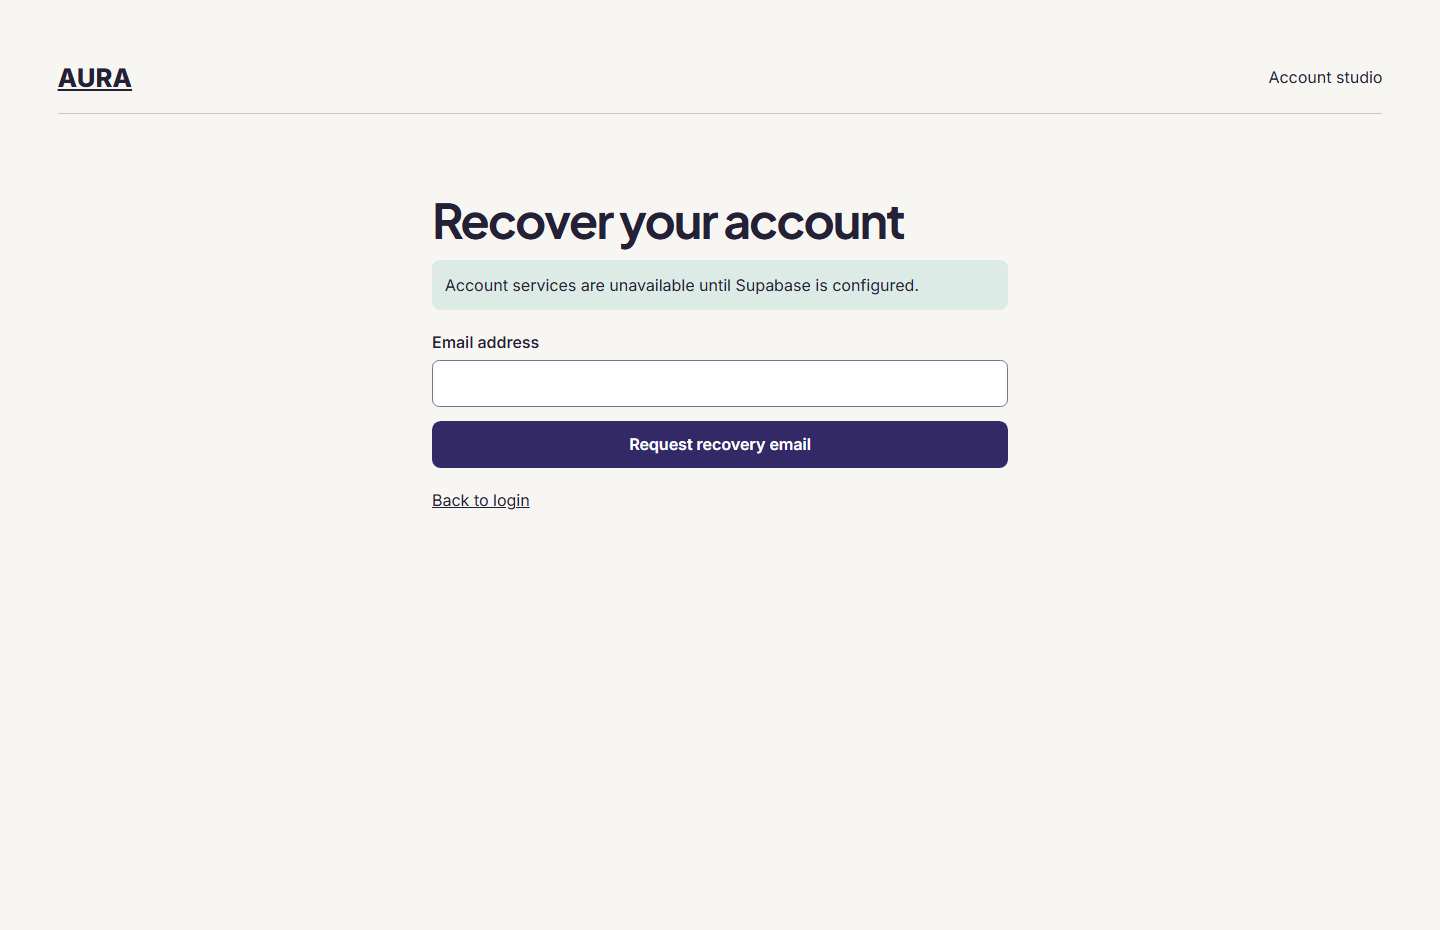 AURA
Account studio
Recover your account
Account services are unavailable until Supabase is configured.
Email address
Request recovery email
Back to login